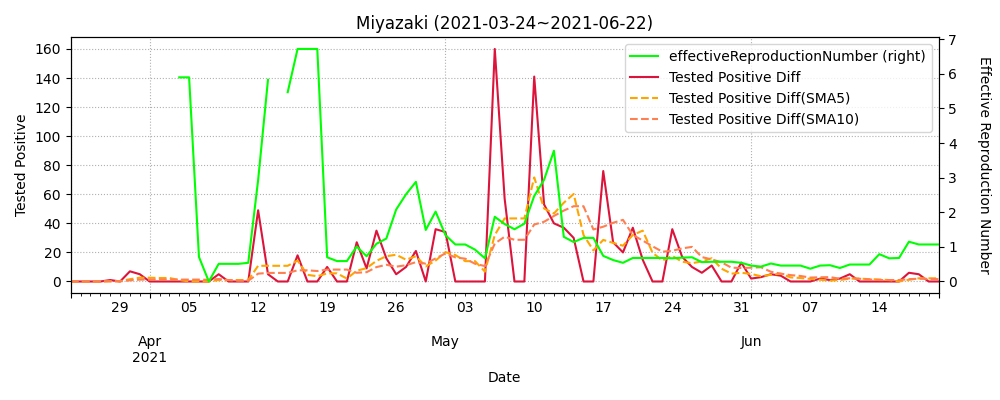 Miyazaki (2021-03-24~2021-06-22)
effectiveReproductionNumber (right)
Tested Positive Diff
Tested Positive Diff(SMA5)
Tested Positive Diff(SMA10)
Tested Positive
160
140
120
100
80
60
40
20
0
7
6
5
4
3
2
1
0
Effective Reproduction Number
29 05 12 19 26 03 10 17 24 31 07 14
Apr May Jun
2021
Date